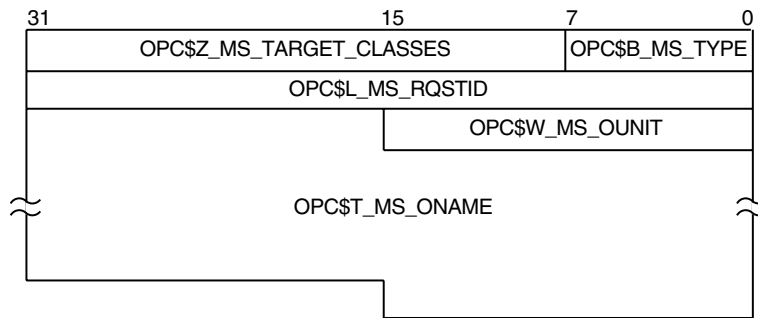 31 15 7 0
OPC$Z_MS_TARGET_CLASSES OPC$B_MS_TYPE
OPC$L_MS_RQSTID
OPC$W_MS_OUNIT
OPC$T_MS_ONAME